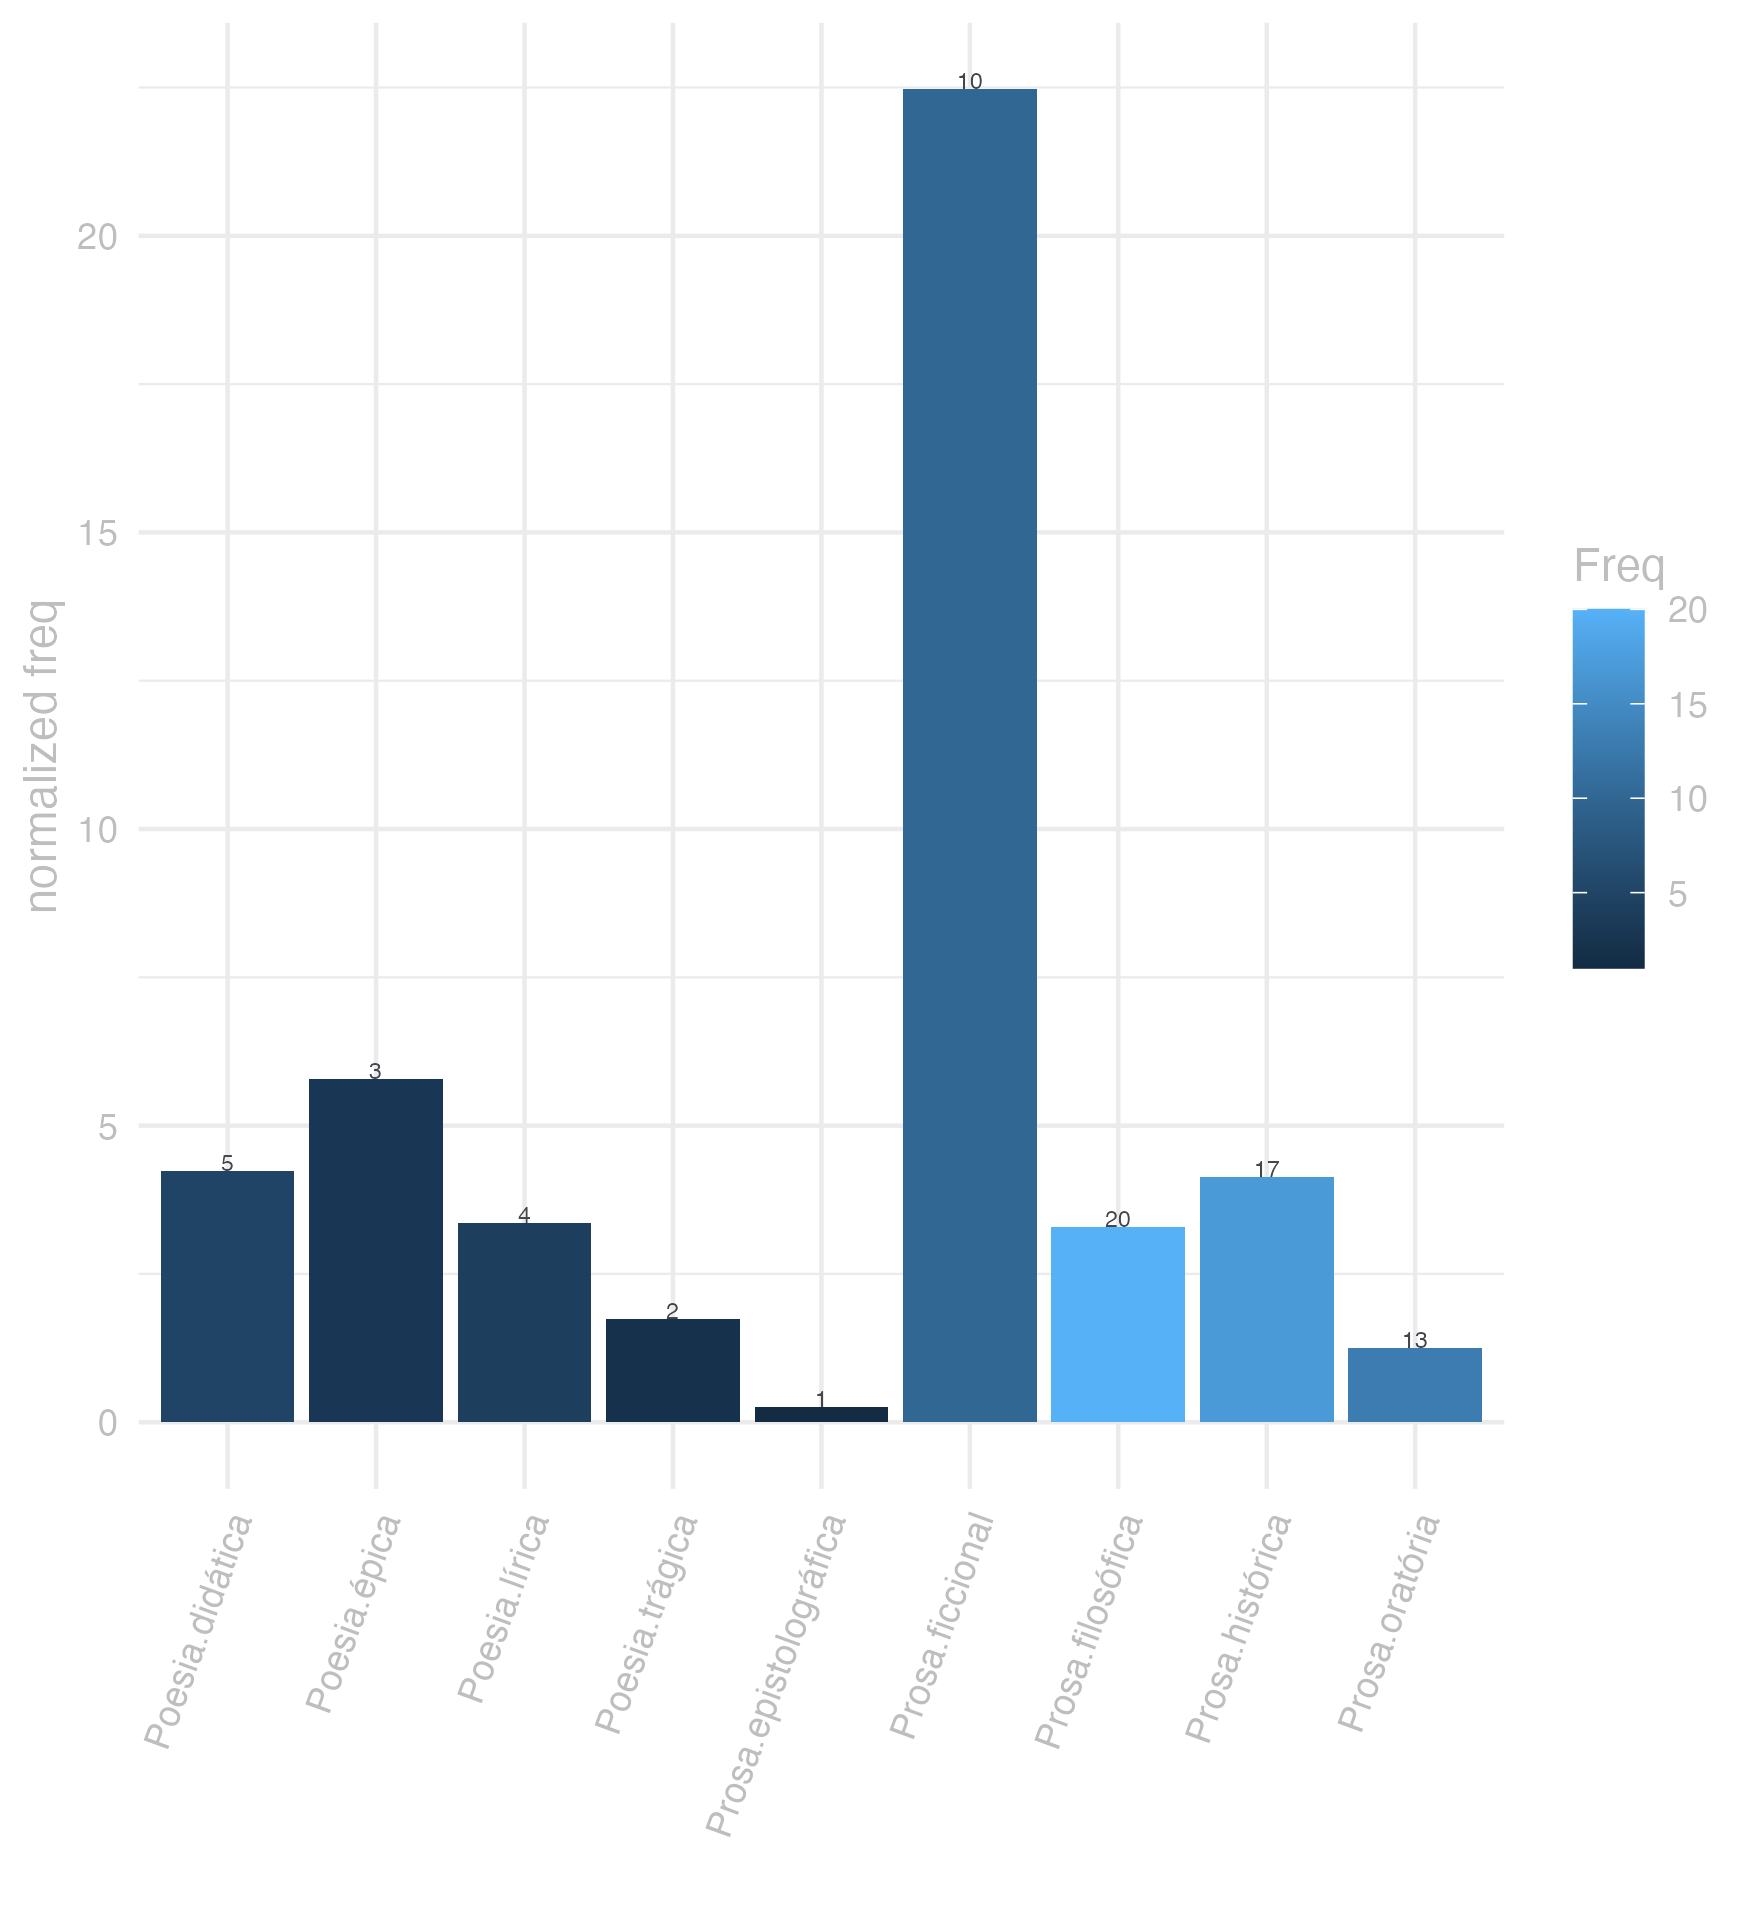 normalized freq
20
15
10
5
0
10
3
5
4
2
1
20
17
13
Poesia.didática
Poesia.épica
Poesia.lírica
Poesia.trágica
Prosa.epistolográfica
Prosa.ficcional
Prosa.filosófica
Prosa.histórica
Prosa.oratória
Freq
20
15
10
5